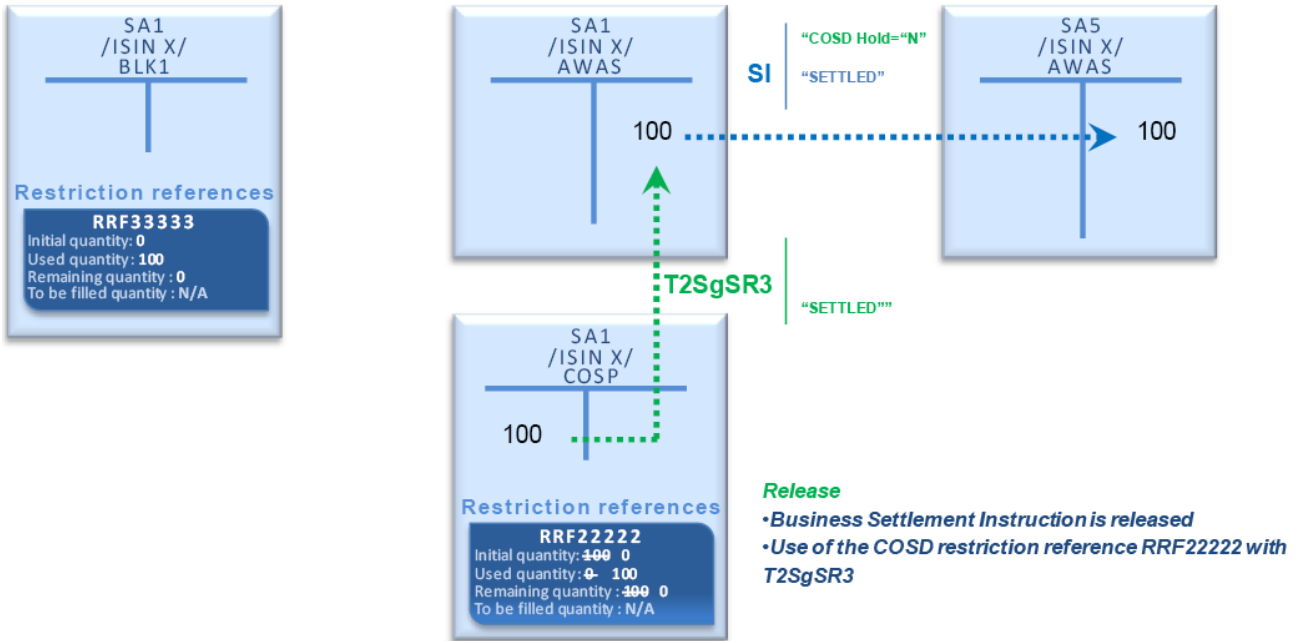 SA1
/ISIN X/
BLK1
Restriction references
RRF33333
Initial quantity: 0
Used quantity: 100
Remaining quantity : 0
To be filled quantity : N/A
SA1
/ISIN X/
AWAS
100
SI
“COSD Hold=“N”
“SETTLED”
SA5
/ISIN X/
AWAS
100
T2SgSR3
“SETTLED””
SA1
/ISIN X/
COSP
100
Restriction references
RRF22222
Initial quantity: 100 0
Used quantity: 0 100
Remaining quantity : 100 0
To be filled quantity : N/A
Release
•Business Settlement Instruction is released
•Use of the COSD restriction reference RRF22222 with
T2SgSR3